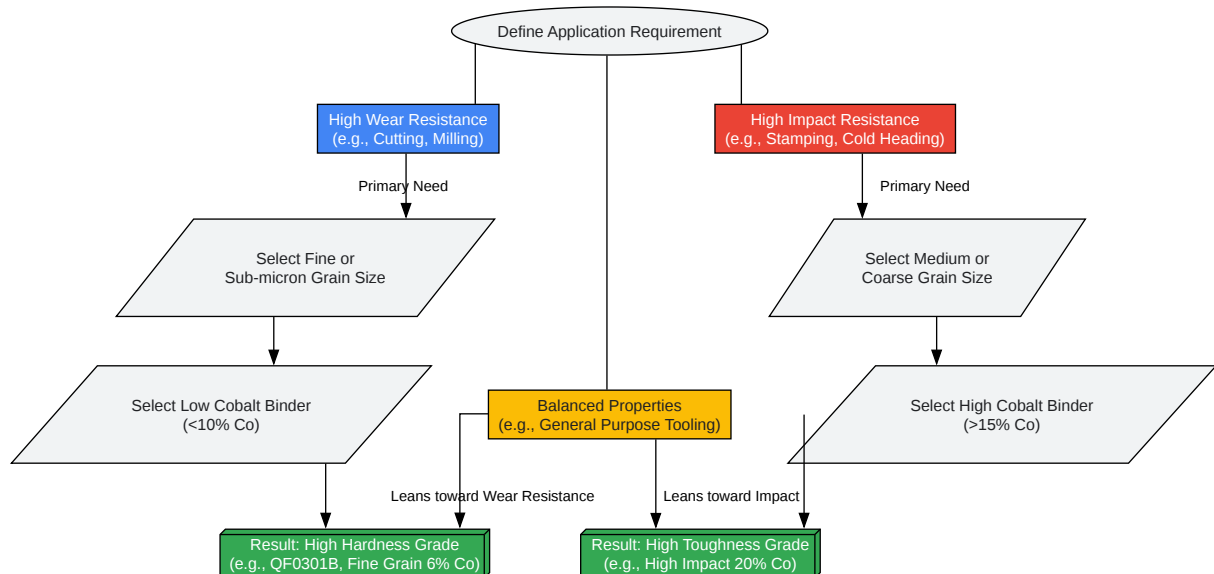 Define Application Requirement
High Wear Resistance
(e.g., Cutting, Milling)
High Impact Resistance
(e.g., Stamping, Cold Heading)
Primary Need
Primary Need
Select Fine or
Sub-micron Grain Size
Select Medium or
Coarse Grain Size
Select Low Cobalt Binder
(<10% Co)
Balanced Properties
(e.g., General Purpose Tooling)
Select High Cobalt Binder
(>15% Co)
Leans toward Wear Resistance
Leans toward Impact
Result: High Hardness Grade
(e.g., QF0301B, Fine Grain 6% Co)
Result: High Toughness Grade
(e.g., High Impact 20% Co)